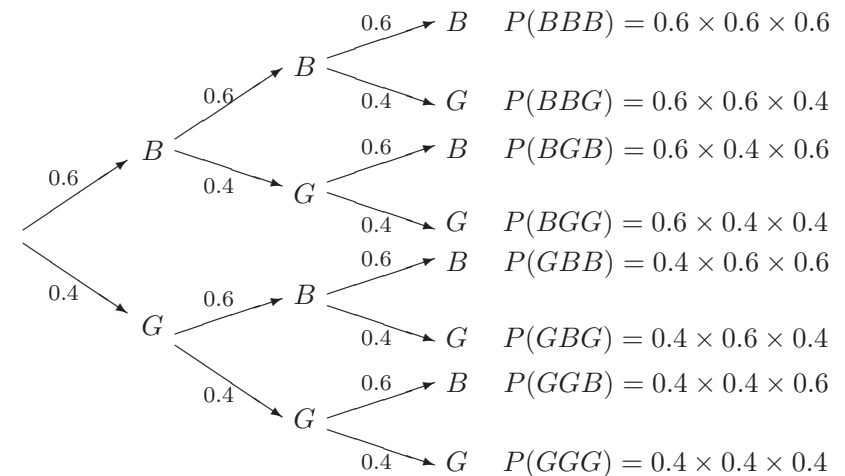 0.6 B P(BBB) = 0.6 × 0.6 × 0.6
B
0.6 0.4 G P(BBG) = 0.6 × 0.6 × 0.4
B 0.6 B P(BGB) = 0.6 × 0.4 × 0.6
0.6 0.4 G
0.4 G P(BGG) = 0.6 × 0.4 × 0.4
0.6 B P(GBB) = 0.4 × 0.6 × 0.6
0.4 0.6 B
G 0.4 G P(GBG) = 0.4 × 0.6 × 0.4
0.4 0.6 B P(GGB) = 0.4 × 0.4 × 0.6
G
0.4 G P(GGG) = 0.4 × 0.4 × 0.4